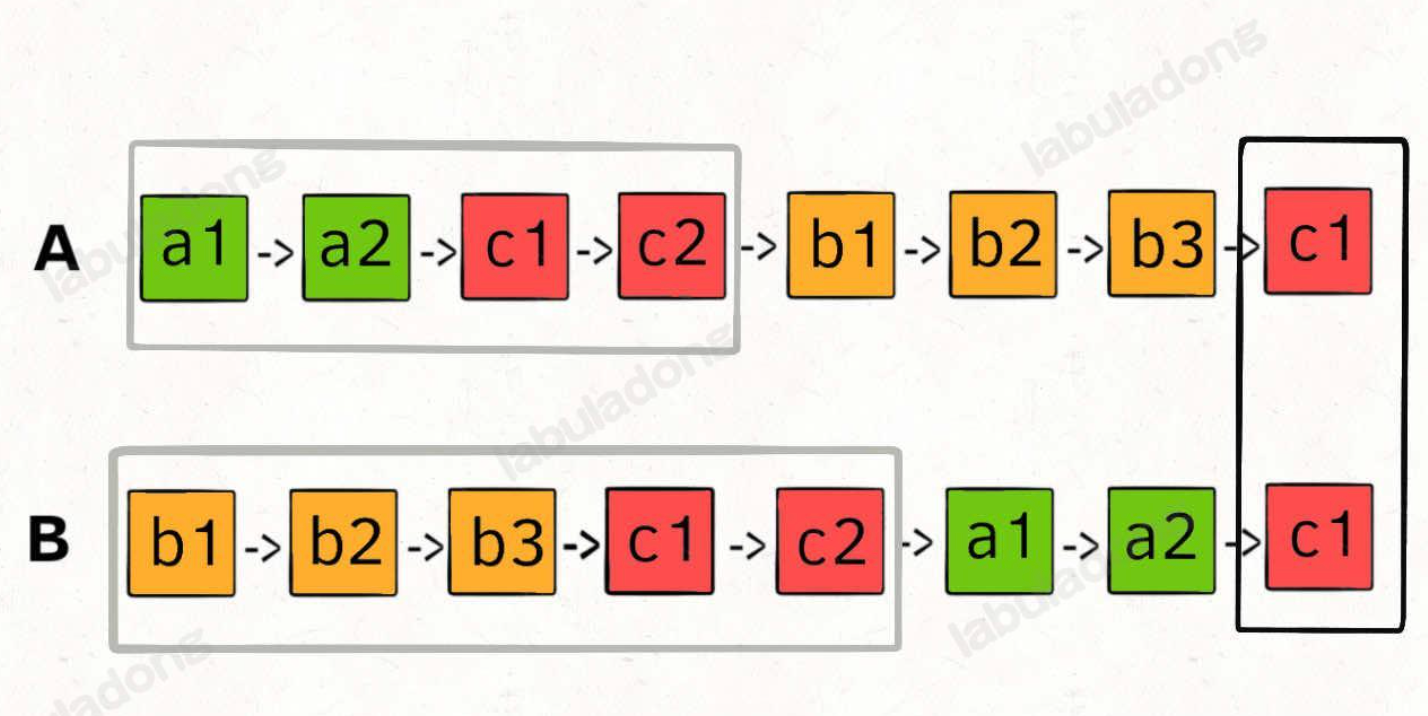 labuladong
labuladong
A a1 -> a2 -> c1 -> c2 -> b1 -> b2 -> b3 -> c1
labuladong
B b1 -> b2 -> b3 -> c1 -> c2 -> a1 -> a2 -> c1
labuladong
labuladong